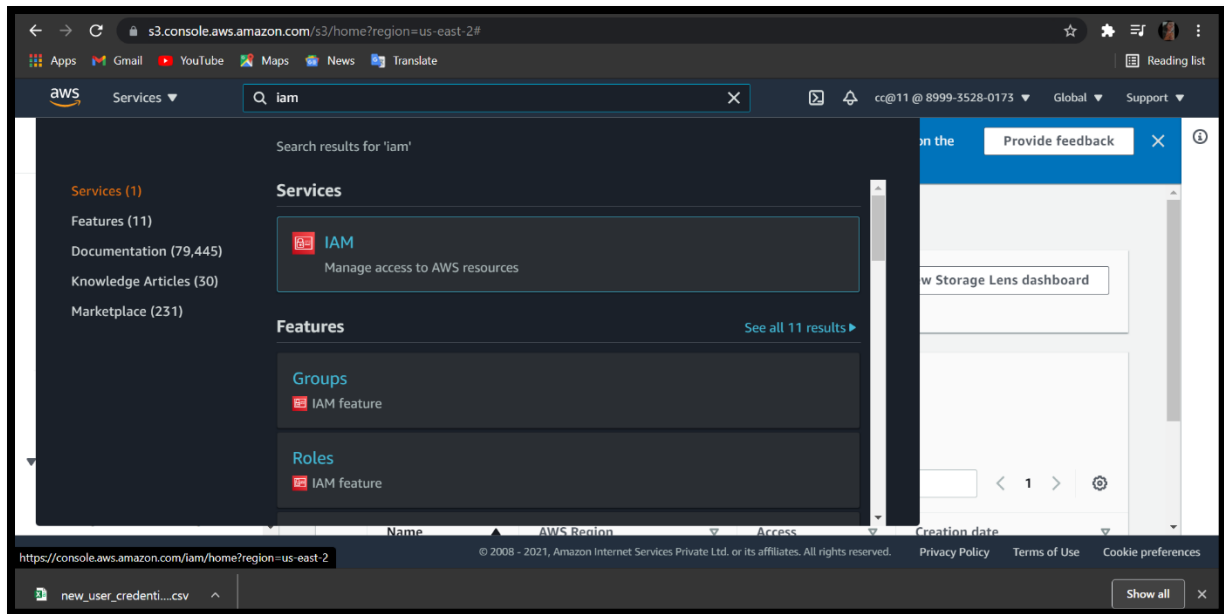 s3.console.aws.amazon.com/s3/home?region=us-east-2#
Apps Gmail YouTube Maps News Translate Reading list
aws Services ▼ iam cc@11 @ 8999-3528-0173 ▼ Global ▼ Support ▼
Search results for 'iam'
on the Provide feedback
Services (1)
Features (11)
Documentation (79,445)
Knowledge Articles (30)
Marketplace (231)
Services
IAM
Manage access to AWS resources
Features See all 11 results
Groups
IAM feature
Roles
IAM feature
w Storage Lens dashboard
1
Name AWS Region Access Creation date
https://console.aws.amazon.com/iam/home?region=us-east-2
© 2008 - 2021, Amazon Internet Services Private Ltd. or its affiliates. All rights reserved. Privacy Policy Terms of Use Cookie preferences
new_user_credenti....csv Show all